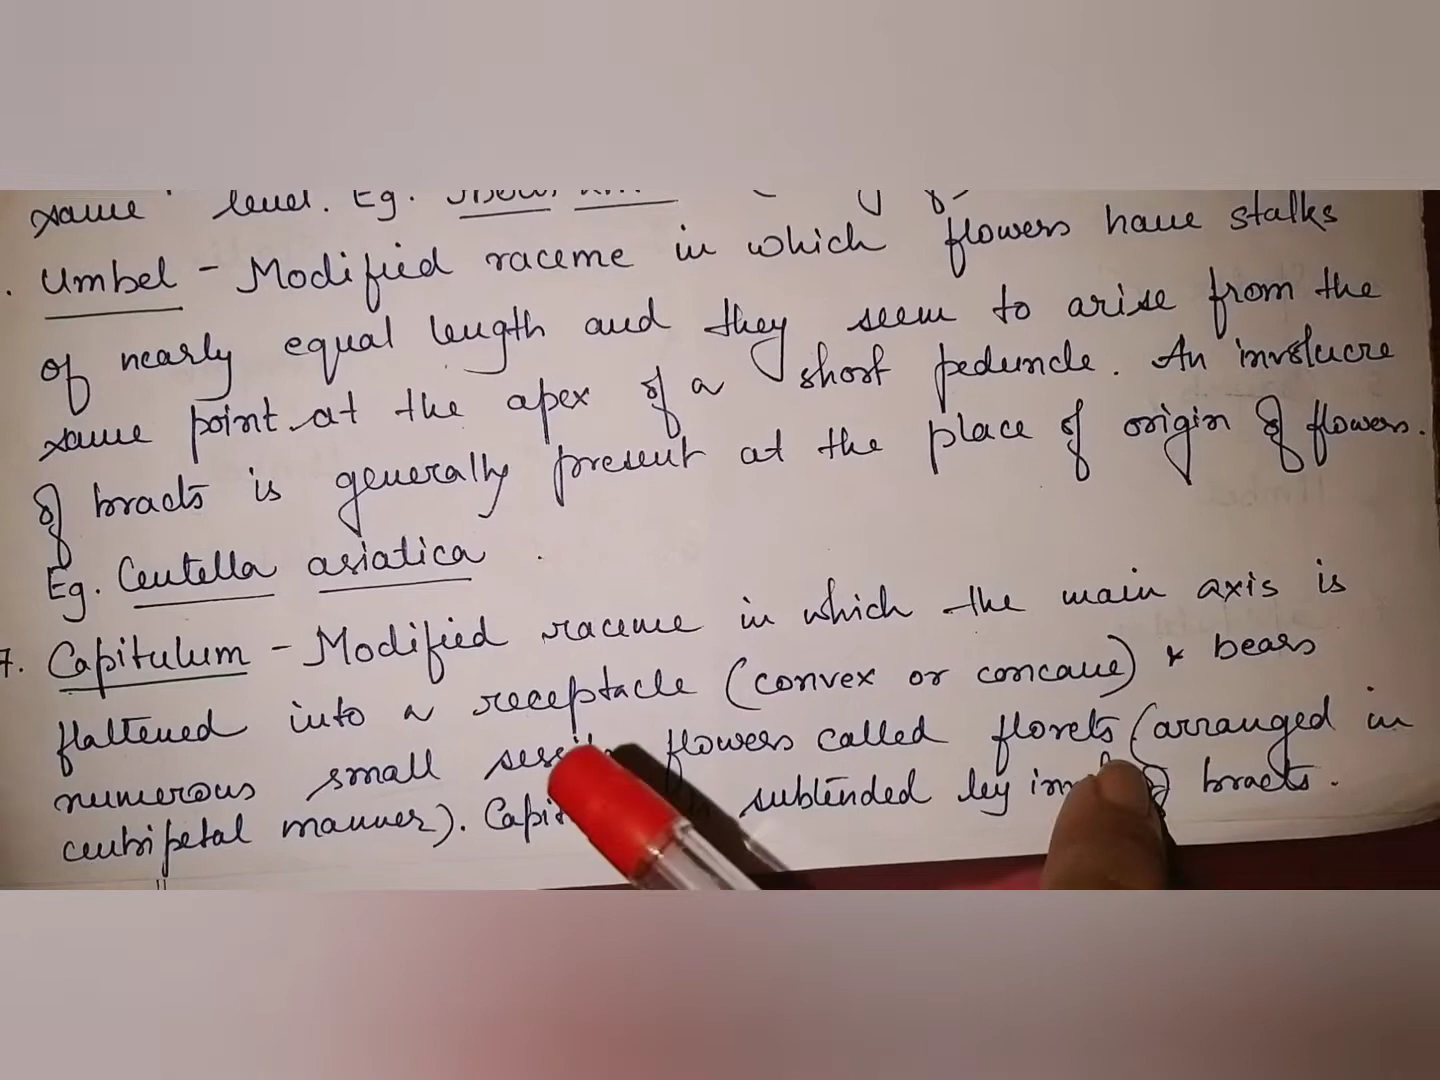 same level. Eg.
Umbel - Modified raceme in which flowers have stalks
of nearly equal length and they seem to arise from the
same point at the apex of a short peduncle. An involucre
of bracts is generally present at the place of origin of flowers.
Eg. Centella asiatica
7. Capitulum - Modified raceme in which the main axis is
flattened into a receptacle (convex or concave) & bears
numerous small flowers called florets (arranged in
centripetal manner). subtended by bracts.